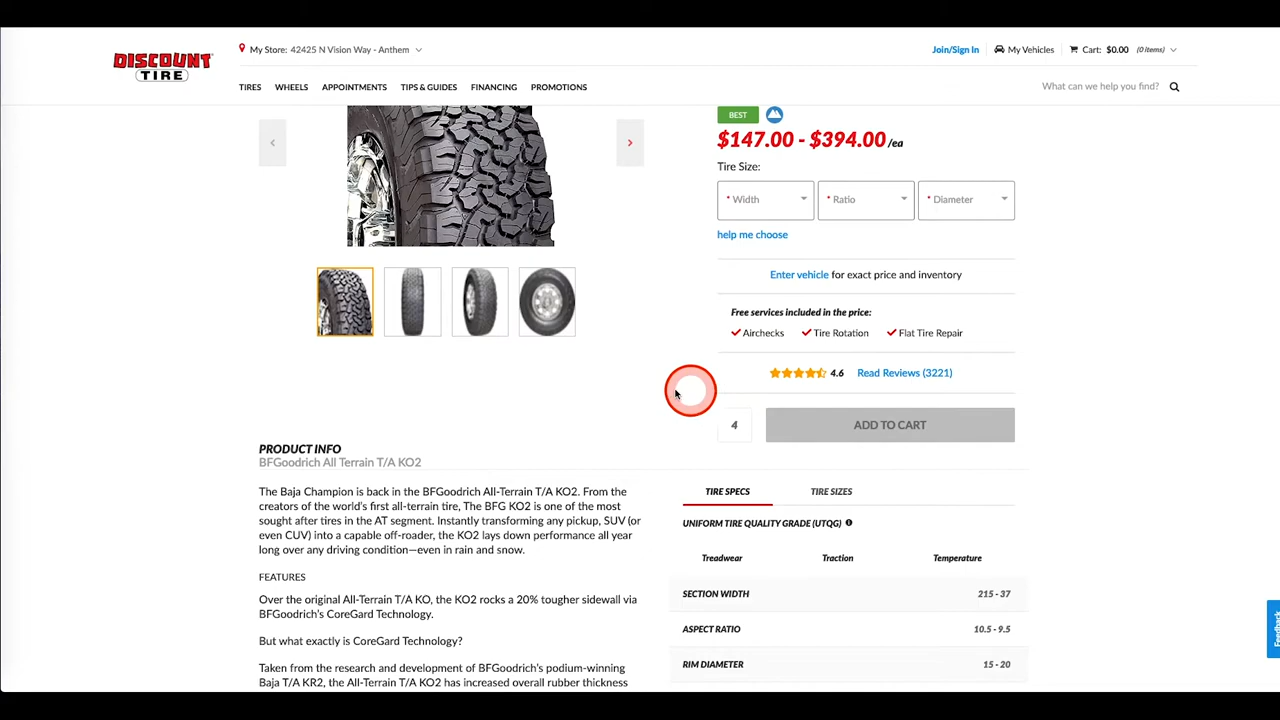 DISCOUNT
TIRE
My Store: 42425 N Vision Way - Anthem
Join/Sign In
My Vehicles
Cart: $0.00 (0 items)
TIRES
WHEELS
APPOINTMENTS
TIPS & GUIDES
FINANCING
PROMOTIONS
What can we help you find?
BEST
$147.00 - $394.00 /ea
Tire Size:
* Width
* Ratio
* Diameter
help me choose
Enter vehicle for exact price and inventory
Free services included in the price:
Airchecks
Tire Rotation
Flat Tire Repair
4.6
Read Reviews (3221)
4
ADD TO CART
PRODUCT INFO
BFGoodrich All Terrain T/A KO2
The Baja Champion is back in the BFGoodrich All-Terrain T/A KO2. From the
creators of the world's first all-terrain tire, The BFG KO2 is one of the most
sought after tires in the AT segment. Instantly transforming any pickup, SUV (or
even CUV) into a capable off-roader, the KO2 lays down performance all year
long over any driving condition—even in rain and snow.
FEATURES
Over the original All-Terrain T/A KO, the KO2 rocks a 20% tougher sidewall via
BFGoodrich's CoreGard Technology.
But what exactly is CoreGard Technology?
Taken from the research and development of BFGoodrich's podium-winning
Baja T/A KR2, the All-Terrain T/A KO2 has increased overall rubber thickness
TIRE SPECS
TIRE SIZES
UNIFORM TIRE QUALITY GRADE (UTQG)
Treadwear
Traction
Temperature
SECTION WIDTH
215 - 37
ASPECT RATIO
10.5 - 9.5
RIM DIAMETER
15 - 20
Feedback